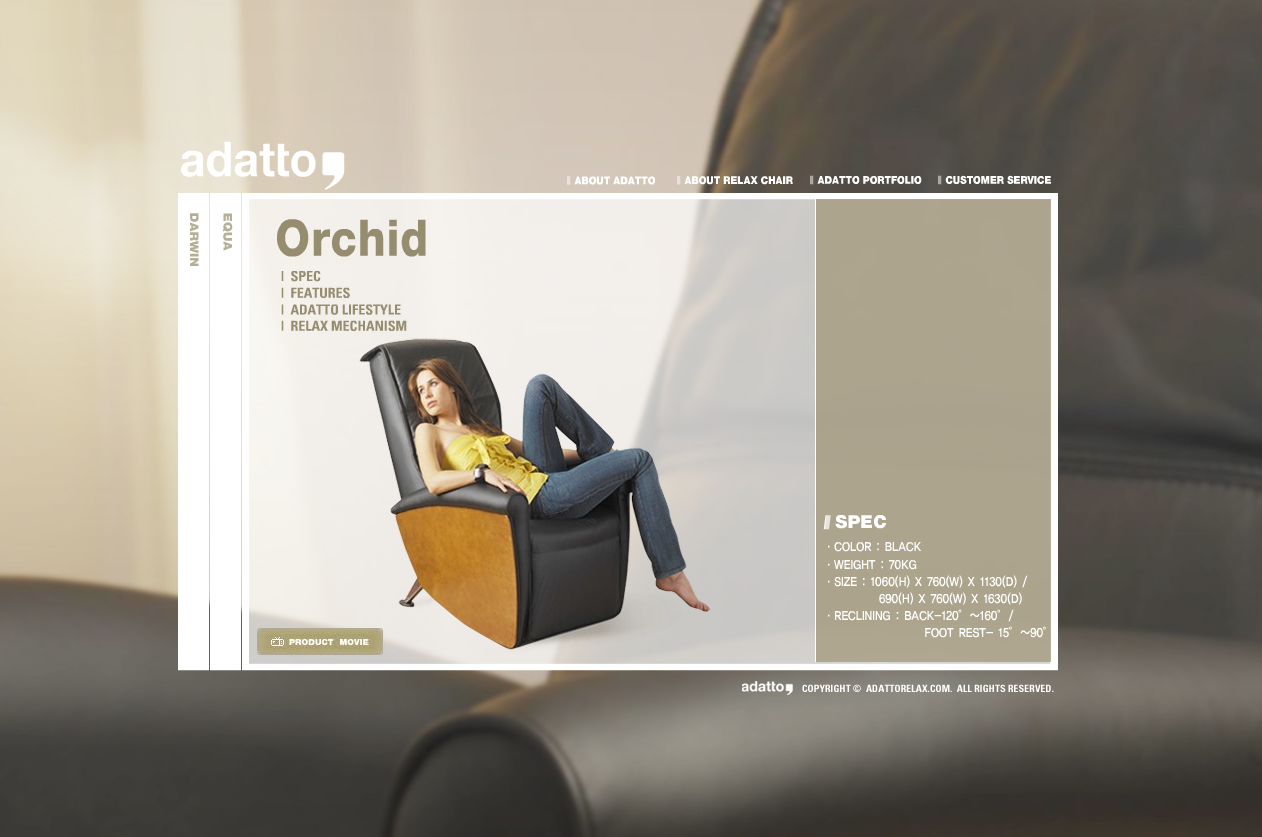 adatto
ABOUT ADATTO
ABOUT RELAX CHAIR
ADATTO PORTFOLIO
CUSTOMER SERVICE
DARWIN
EQUA
Orchid
SPEC
FEATURES
ADATTO LIFESTYLE
RELAX MECHANISM
PRODUCT MOVIE
SPEC
· COLOR : BLACK
· WEIGHT : 70KG
· SIZE : 1060(H) X 760(W) X 1130(D) /
690(H) X 760(W) X 1630(D)
· RECLINING : BACK-120° ~160° /
FOOT REST- 15° ~90°
adatto COPYRIGHT © ADATTORELAX.COM. ALL RIGHTS RESERVED.